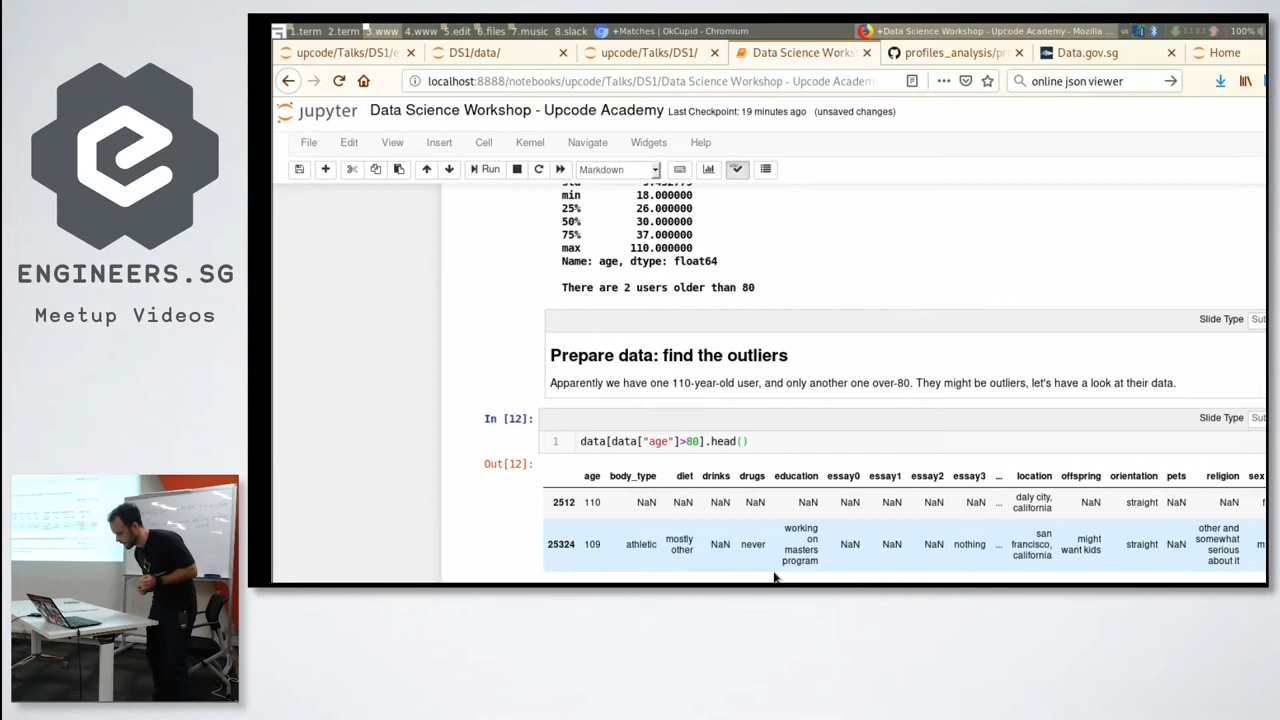 1.term 2.term 3.www 4.www 5.edit 6.files 7.music 8.slack +Matches | OkCupid - Chromium +Data Science Workshop - Upcode Academ ... - Mozilla ... 100%
upcode/Talks/DS1/ DS1/data/ upcode/Talks/DS1/ Data Science Works profiles_analysis/pr Data.gov.sg Home
localhost:8888/notebooks/upcode/Talks/DS1/Data Science Workshop - Upcode Academ online json viewer
jupyter Data Science Workshop - Upcode Academy Last Checkpoint: 19 minutes ago (unsaved changes)
File Edit View Insert Cell Kernel Navigate Widgets Help
Run Markdown
min 18.000000
25% 26.000000
50% 30.000000
75% 37.000000
max 110.000000
Name: age, dtype: float64
There are 2 users older than 80
Slide Type Su
Prepare data: find the outliers
Apparently we have one 110-year-old user, and only another one over-80. They might be outliers, let's have a look at their data.
In [12]: Slide Type Su
1 data[data["age"]>80].head()
Out[12]:
age body_type diet drinks drugs education essay0 essay1 essay2 essay3 ... location offspring orientation pets religion sex
2512 110 NaN NaN NaN NaN NaN NaN NaN NaN NaN ... daly city, california NaN straight NaN NaN f
25324 109 athletic mostly other NaN never working on masters program NaN NaN NaN nothing ... san francisco, california might want kids straight NaN other and somewhat serious about it m
ENGINEERS.SG
Meetup Videos